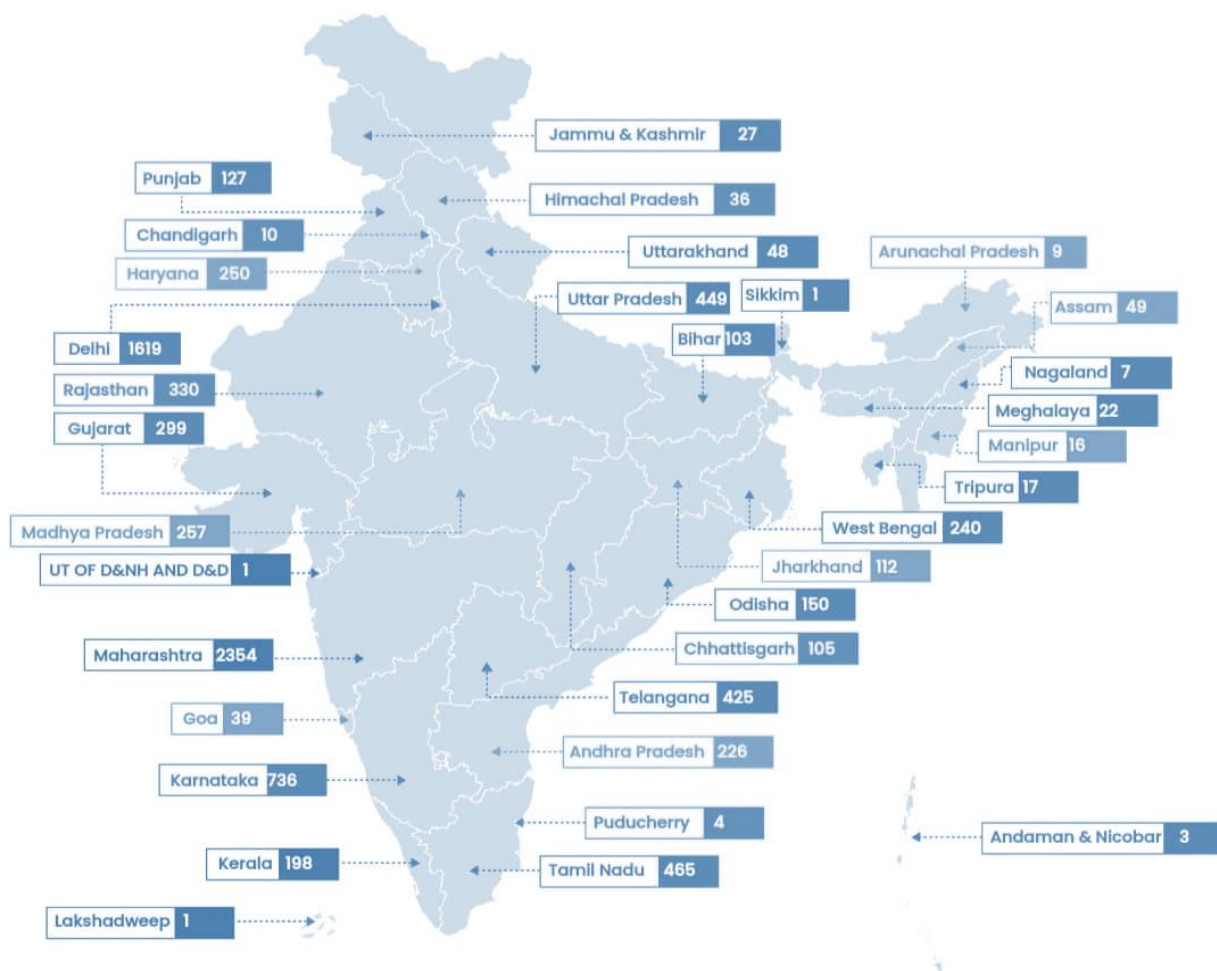 Jammu & Kashmir 27
Punjab 127
Himachal Pradesh 36
Chandigarh 10
Uttarakhand 48
Arunachal Pradesh 9
Haryana 250
Uttar Pradesh 449
Sikkim 1
Assam 49
Bihar 103
Delhi 1619
Nagaland 7
Rajasthan 330
Meghalaya 22
Gujarat 299
Manipur 16
Tripura 17
Madhya Pradesh 257
West Bengal 240
UT OF D&NH AND D&D 1
Jharkhand 112
Odisha 150
Maharashtra 2354
Chhattisgarh 105
Telangana 425
Goa 39
Andhra Pradesh 226
Karnataka 736
Puducherry 4
Andaman & Nicobar 3
Kerala 198
Tamil Nadu 465
Lakshadweep 1